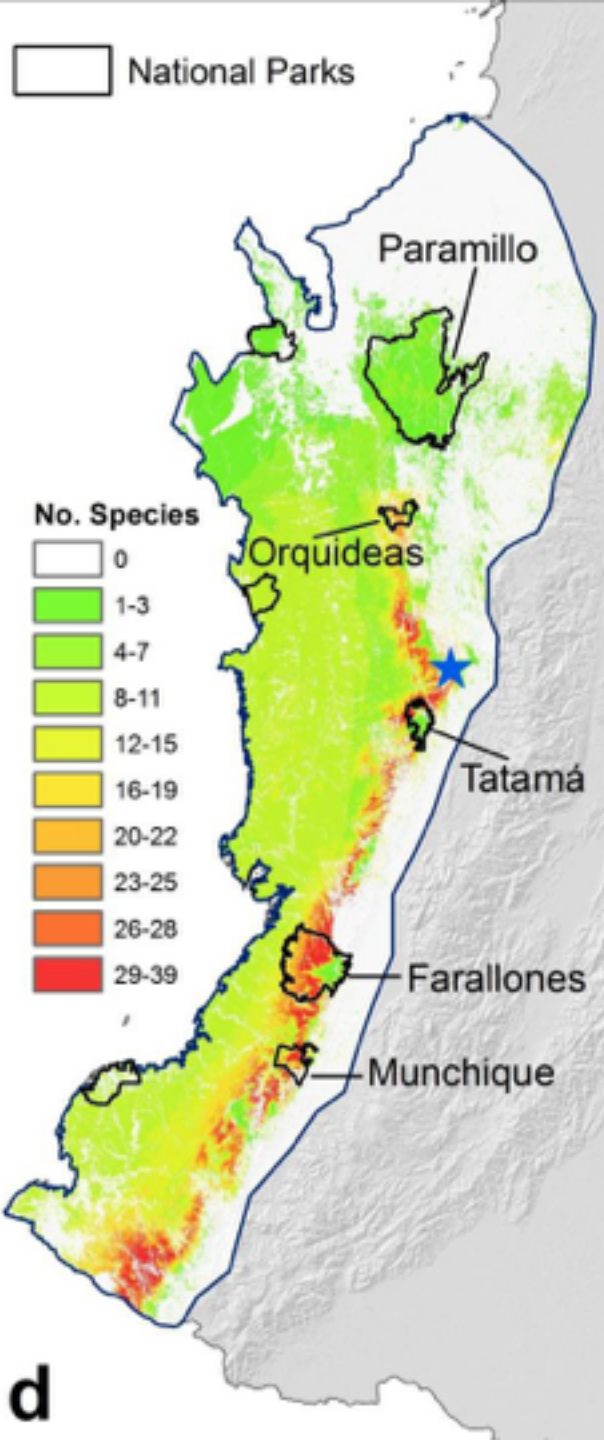 National Parks
Paramillo
No. Species
0
Orquideas
1-3
4-7
8-11
12-15
Tatamá
16-19
20-22
23-25
26-28
29-39
Farallones
Munchique
d